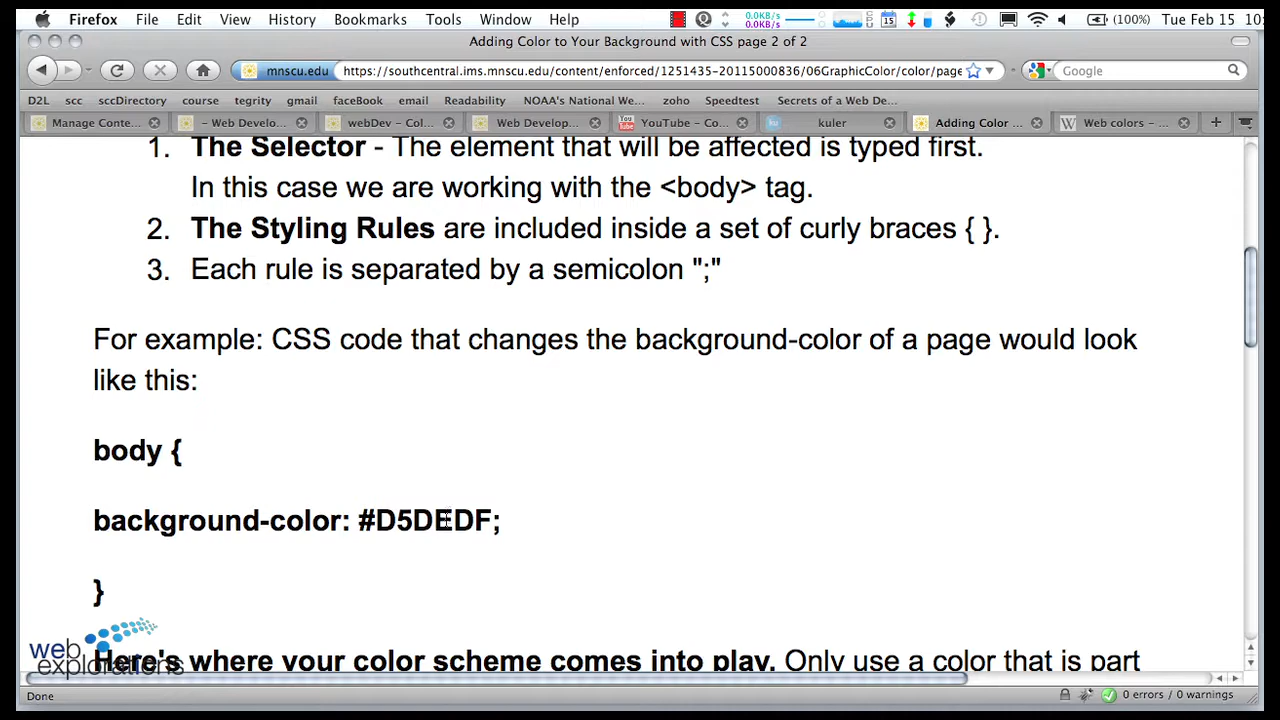 Firefox File Edit View History Bookmarks Tools Window Help 0.0KB/s 0.0KB/s 15 (100%) Tue Feb 15 10:
Adding Color to Your Background with CSS page 2 of 2
mnscu.edu https://southcentral.ims.mnscu.edu/content/enforced/1251435-20115000836/06GraphicColor/color/page Google
D2L scc sccDirectory course tegrity gmail faceBook email Readability NOAA's National We... zoho Speedtest Secrets of a Web De...
Manage Conte... - Web Develo... webDev - Col... Web Develop... YouTube - Co... kuler Adding Color ... Web colors - ...
1. The Selector - The element that will be affected is typed first.
In this case we are working with the <body> tag.
2. The Styling Rules are included inside a set of curly braces { }.
3. Each rule is separated by a semicolon ";"
For example: CSS code that changes the background-color of a page would look
like this:
body {
background-color: #D5DEDF;
}
Here's where your color scheme comes into play. Only use a color that is part
web
explorations
Done 0 errors / 0 warnings